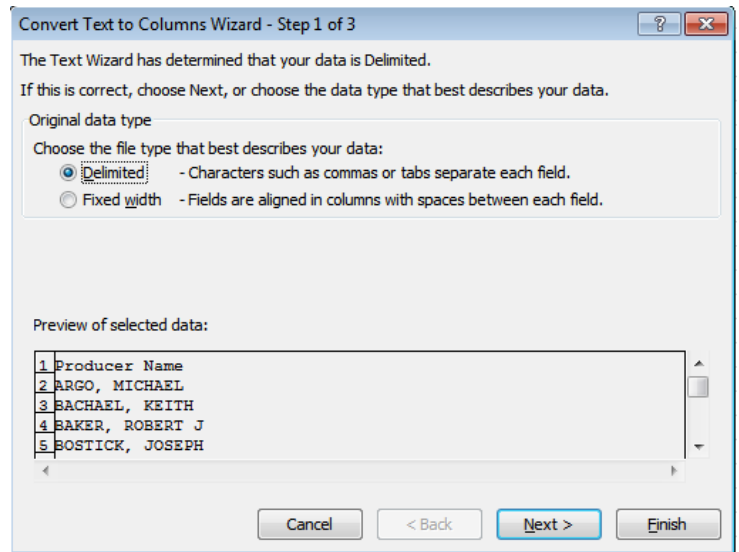 Convert Text to Columns Wizard - Step 1 of 3
The Text Wizard has determined that your data is Delimited.
If this is correct, choose Next, or choose the data type that best describes your data.
Original data type
Choose the file type that best describes your data:
Delimited - Characters such as commas or tabs separate each field.
Fixed width - Fields are aligned in columns with spaces between each field.
Preview of selected data:
1 Producer Name
2 ARGO, MICHAEL
3 BACHAEL, KEITH
4 BAKER, ROBERT J
5 BOSTICK, JOSEPH
Cancel < Back Next > Finish